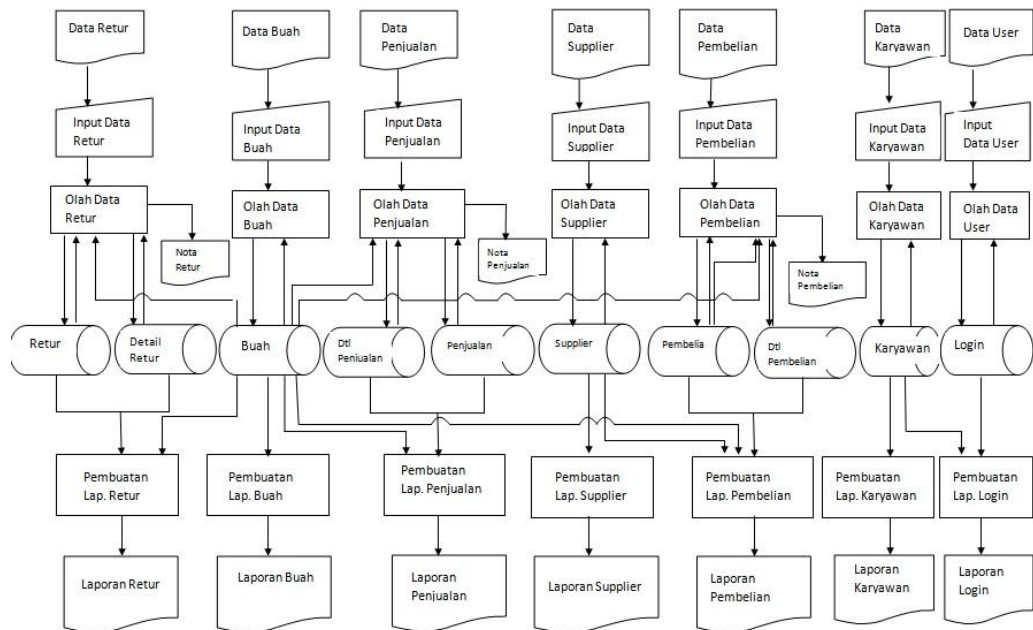 Data Retur
Data Buah
Data
Penjualan
Data
Supplier
Data
Pembelian
Data
Karyawan
Data User
Input Data
Retur
Input Data
Buah
Input Data
Penjualan
Input Data
Supplier
Input Data
Pembelian
Input Data
Karyawan
Input
Data User
Olah Data
Retur
Olah Data
Buah
Olah Data
Penjualan
Olah Data
Supplier
Olah Data
Pembelian
Olah Data
Karyawan
Olah Data
User
Nota
Retur
Nota
Penjualan
Nota
Pembelian
Retur
Detail
Retur
Buah
Dtl
Penjualan
Penjualan
Supplier
Pembelia
Dtl
Pembelian
Karyawan
Login
Pembuatan
Lap. Retur
Pembuatan
Lap. Buah
Pembuatan
Lap. Penjualan
Pembuatan
Lap. Supplier
Pembuatan
Lap. Pembelian
Pembuatan
Lap. Karyawan
Pembuatan
Lap. Login
Laporan Retur
Laporan Buah
Laporan
Penjualan
Laporan Supplier
Laporan
Pembelian
Laporan
Karyawan
Laporan
Login